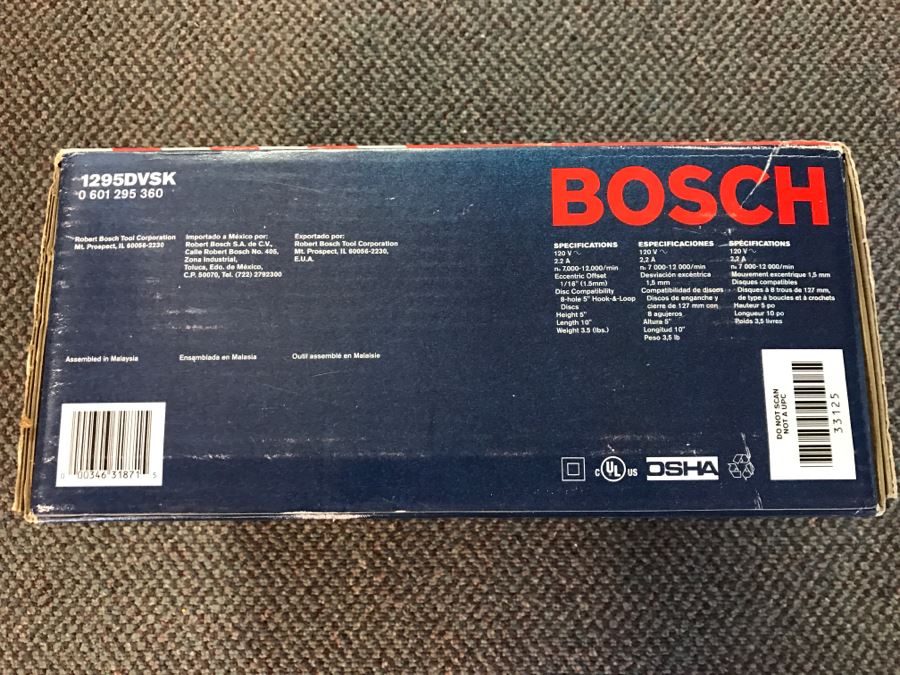 1295DVSK
0 601 295 360
BOSCH
Robert Bosch Tool Corporation
Mt. Prospect, IL 60056-2230
Importado a México por:
Robert Bosch S.A. de C.V.,
Calle Robert Bosch No. 405,
Zona Industrial,
Toluca, Edo. de México,
C.P. 50070, Tel. (722) 2792300
Exportado por:
Robert Bosch Tool Corporation
Mt. Prospect, IL 60056-2230,
E.U.A.
SPECIFICATIONS
120 V ~
2.2 A
n₀ 7,000-12,000/min
Eccentric Offset
1/16" (1.5mm)
Disc Compatibility
8-hole 5" Hook-&-Loop
Discs
Height 5"
Length 10"
Weight 3.5 (lbs.)
ESPECIFICACIONES
120 V ~
2,2 A
n₀ 7 000-12 000/min
Desviación excéntrica
1,5 mm
Compatibilidad de discos
Discos de enganche y
cierre de 127 mm con
8 agujeros
Altura 5"
Longitud 10"
Peso 3,5 lb
SPÉCIFICATIONS
120 V ~
2,2 A
n₀ 7 000-12 000/min
Mouvement excentrique 1,5 mm
Disques compatibles
Disques à 8 trous de 127 mm,
de type à boucles et à crochets
Hauteur 5 po
Longueur 10 po
Poids 3,5 livres
Assembled in Malaysia
Ensamblada en Malasia
Outil assemblé en Malaisie
0 00346 31871 5
C UL US
OSHA
DO NOT SCAN
NOT A UPC
33125